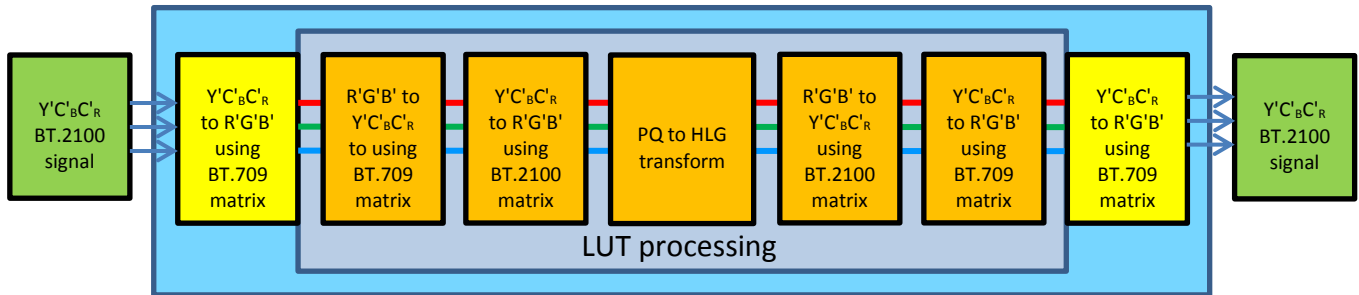 Y'C'BC'R
BT.2100
signal
Y'C'BC'R
to R'G'B'
using
BT.709
matrix
R'G'B' to
Y'C'BC'R
to using
BT.709
matrix
Y'C'BC'R
to R'G'B'
using
BT.2100
matrix
PQ to HLG
transform
R'G'B' to
Y'C'BC'R
using
BT.2100
matrix
Y'C'BC'R
to R'G'B'
using
BT.709
matrix
Y'C'BC'R
to R'G'B'
using
BT.709
matrix
Y'C'BC'R
BT.2100
signal
LUT processing